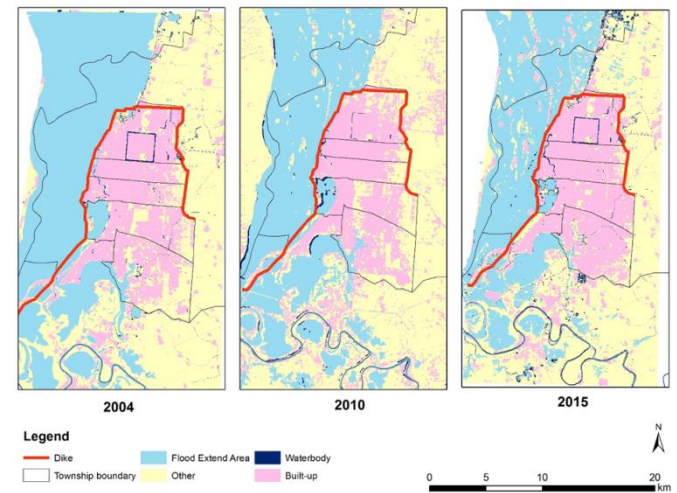 2004
2010
2015
Legend
Dike
Township boundary
Flood Extend Area
Other
Waterbody
Built-up
N
0 5 10 20
km